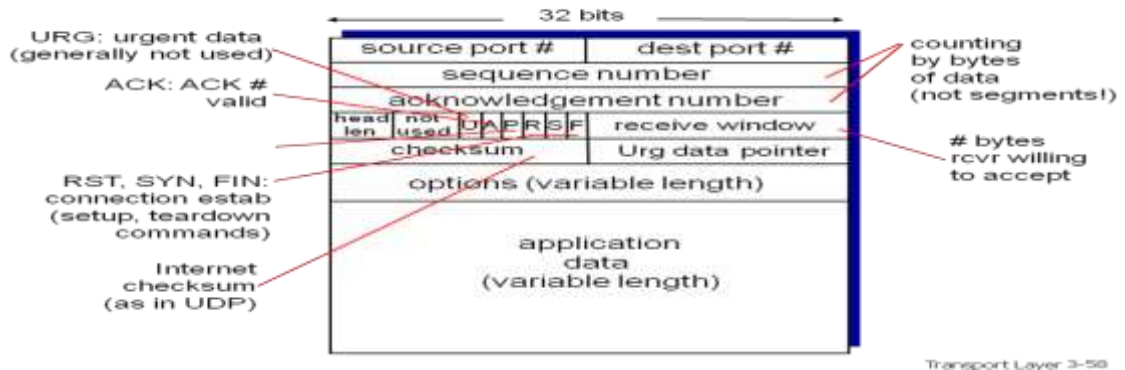 32 bits
URG: urgent data
(generally not used)
ACK: ACK #
valid
RST, SYN, FIN:
connection estab
(setup, teardown
commands)
Internet
checksum
(as in UDP)
source port #
dest port #
sequence number
acknowledgement number
head
len
not
used
U
A
P
R
S
F
receive window
checksum
Urg data pointer
options (variable length)
application
data
(variable length)
counting
by bytes
of data
(not segments!)
# bytes
rcvr willing
to accept
Transport Layer 3-58